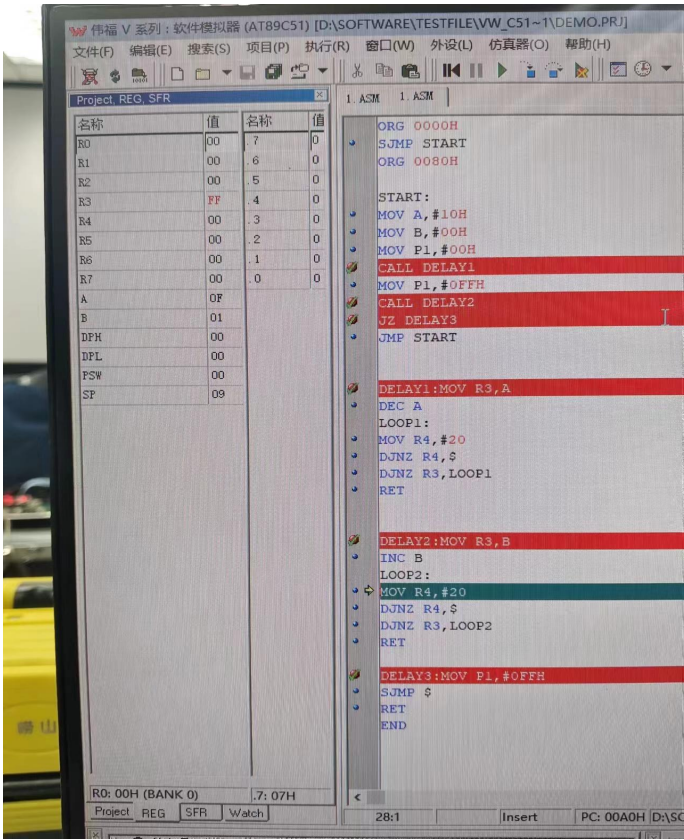 伟福 V 系列 : 软件模拟器 (AT89C51) [D:\SOFTWARE\TESTFILE\VW_C51~1\DEMO.PRJ]
文件(F) 编辑(E) 搜索(S) 项目(P) 执行(R) 窗口(W) 外设(L) 仿真器(O) 帮助(H)
Project, REG, SFR
名称 值 名称 值
R0 00 .7 0
R1 00 .6 0
R2 00 .5 0
R3 FF .4 0
R4 00 .3 0
R5 00 .2 0
R6 00 .1 0
R7 00 .0 0
A 0F
B 01
DPH 00
DPL 00
PSW 00
SP 09
R0: 00H (BANK 0) .7: 07H
Project REG SFR Watch
1.ASM 1.ASM
ORG 0000H
SJMP START
ORG 0080H
START:
MOV A,#10H
MOV B,#00H
MOV P1,#00H
CALL DELAY1
MOV P1,#0FFH
CALL DELAY2
JZ DELAY3
JMP START
DELAY1:MOV R3,A
DEC A
LOOP1:
MOV R4,#20
DJNZ R4,$
DJNZ R3,LOOP1
RET
DELAY2:MOV R3,B
INC B
LOOP2:
MOV R4,#20
DJNZ R4,$
DJNZ R3,LOOP2
RET
DELAY3:MOV P1,#0FFH
SJMP $
RET
END
28:1 Insert PC: 00A0H D:\SO
崂山